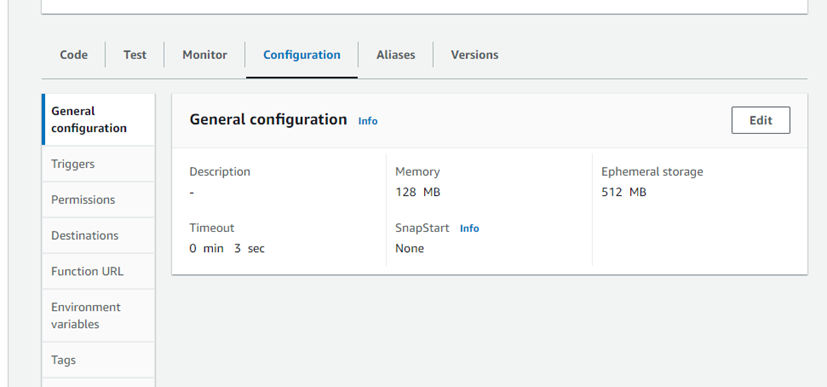 Code Test Monitor Configuration Aliases Versions
General
configuration
Triggers
Permissions
Destinations
Function URL
Environment
variables
Tags
General configuration Info Edit
Description Memory Ephemeral storage
- 128 MB 512 MB
Timeout SnapStart Info
0 min 3 sec None